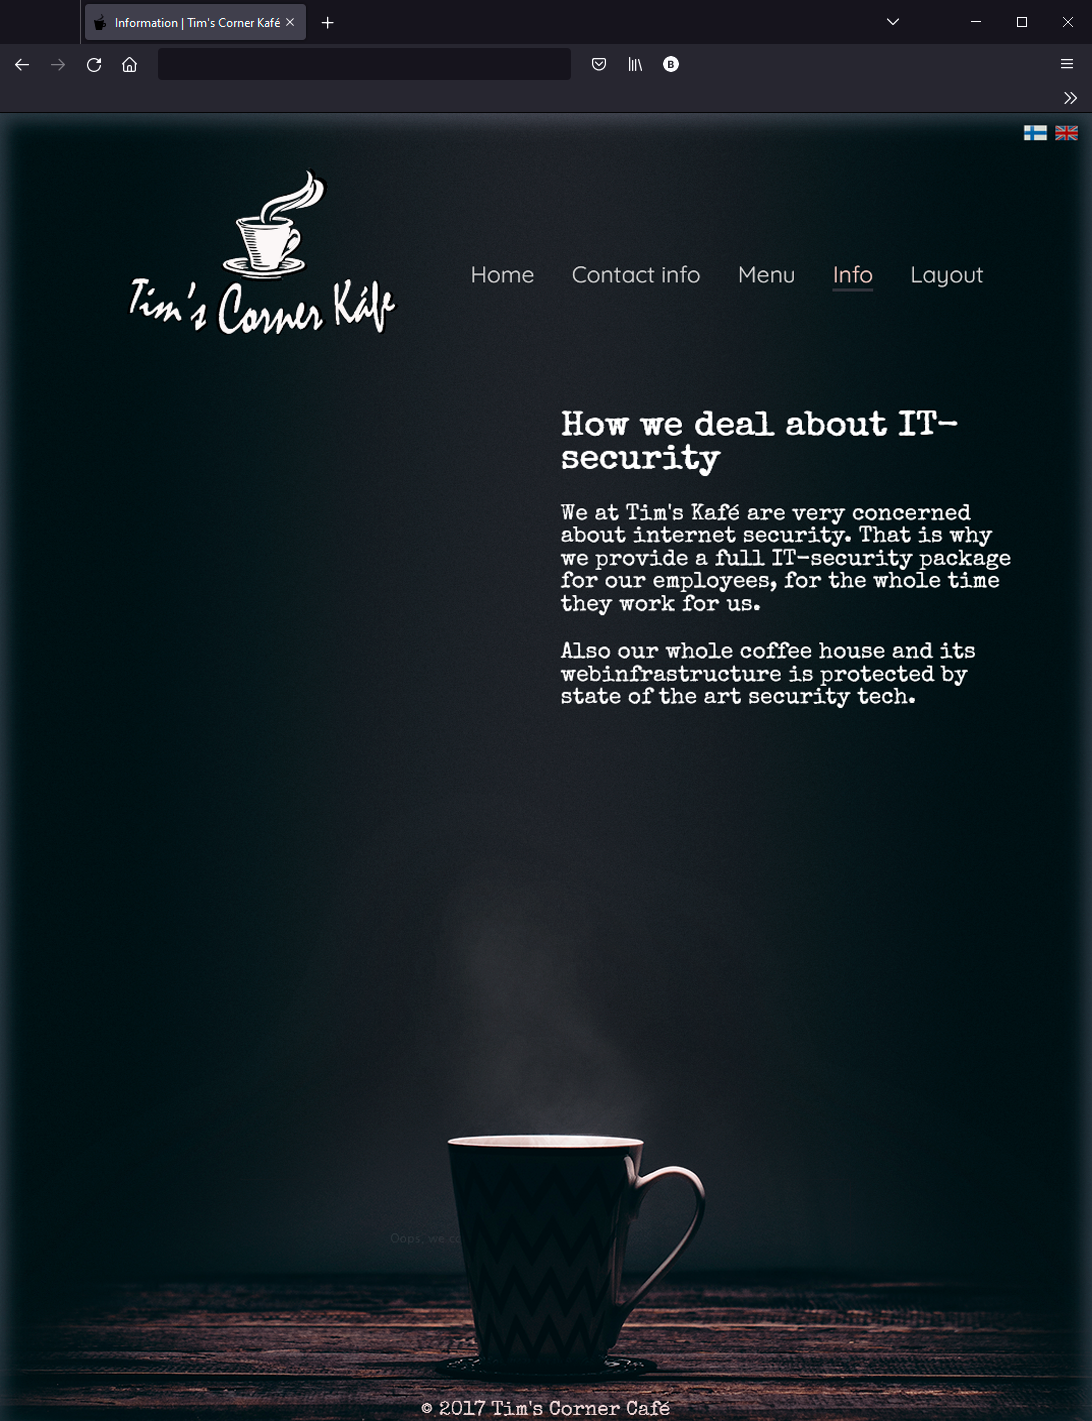 Information | Tim's Corner Kafé
B
Tim's Corner Káfe
Home Contact info Menu Info Layout
How we deal about IT-
security
We at Tim's Kafé are very concerned
about internet security. That is why
we provide a full IT-security package
for our employees, for the whole time
they work for us.
Also our whole coffee house and its
webinfrastructure is protected by
state of the art security tech.
Oops, we co
© 2017 Tim's Corner Café